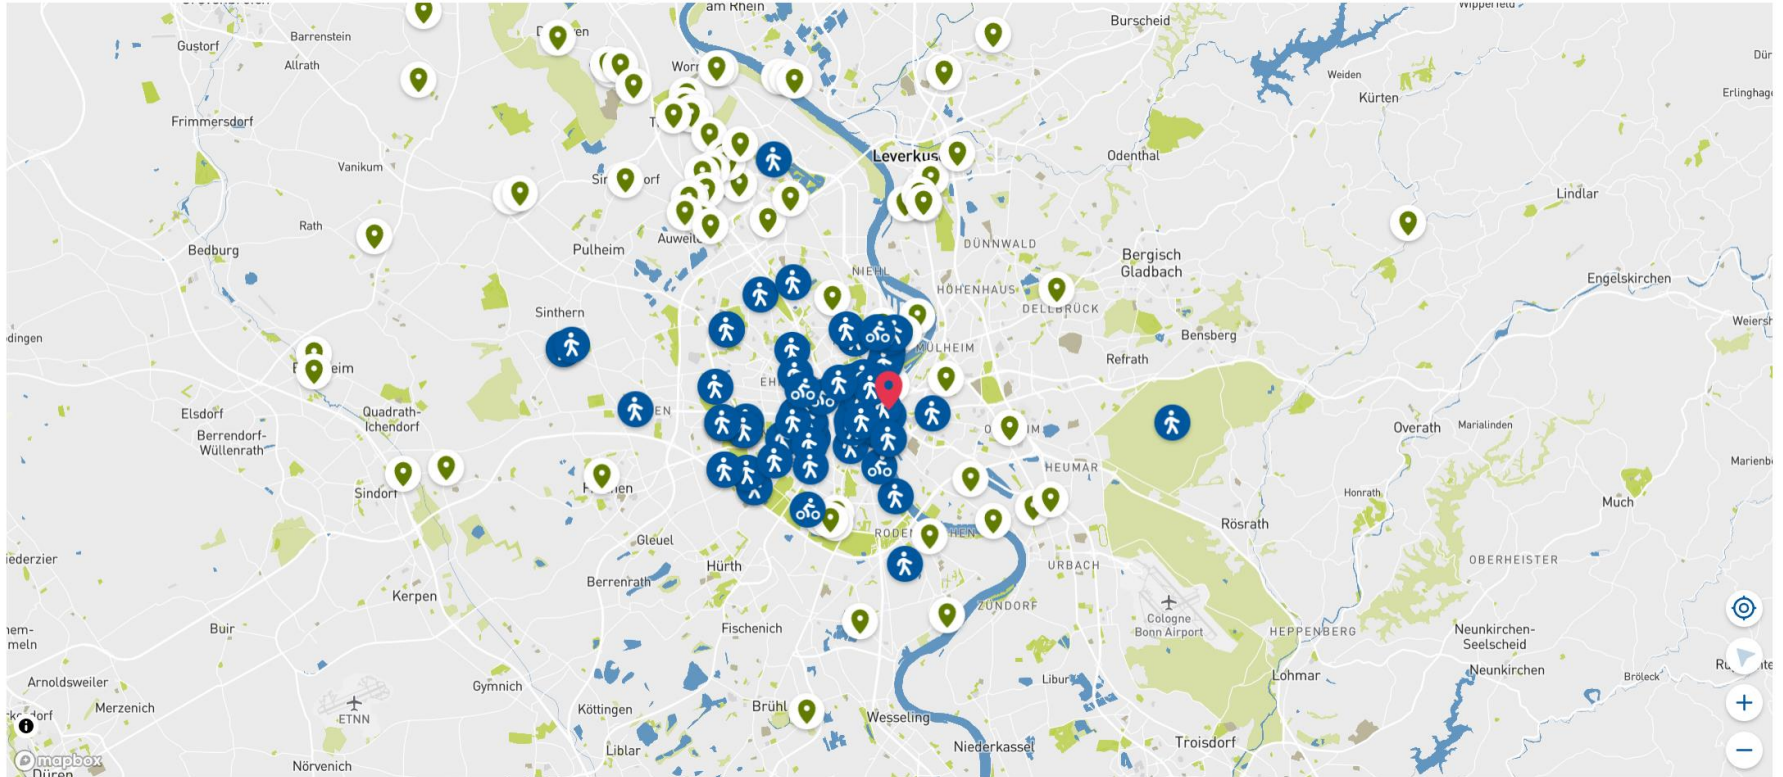 am Rhein
Burscheid
Barrenstein
Gustorf
Allrath
Weiden
Kürten
Frimmersdorf
Leverkus
Odenthal
Vanikum
Lindlar
Rath
Auweile
DÜNNWALD
Bedburg
Pulheim
Bergisch
Gladbach
NIEHL
Engelskirchen
HÖHENHAUS
DELLBRÜCK
Sinthern
Bensberg
MÜLHEIM
Refrath
Elsdorf
Quadrath-
Ichendorf
Berrendorf-
Wüllenrath
Overath
Marialinden
HEUMAR
Sindorf
Honrath
Much
Rösrath
RODEN
HEN
Gleuel
OBERHEISTER
Hürth
URBACH
Berrenrath
Kerpen
ZÜNDORF
Cologne
Bonn Airport
Buir
Fischenich
HEPPENBERG
Neunkirchen-
Seelscheid
Neunkirchen
Arnoldsweiler
Gymnich
Libur
Lohmar
Bröleck
Merzenich
ETNN
Köttingen
Brühl
Wesseling
Troisdorf
Liblar
Niederkassel
mapbox
Nörvenich
Düren